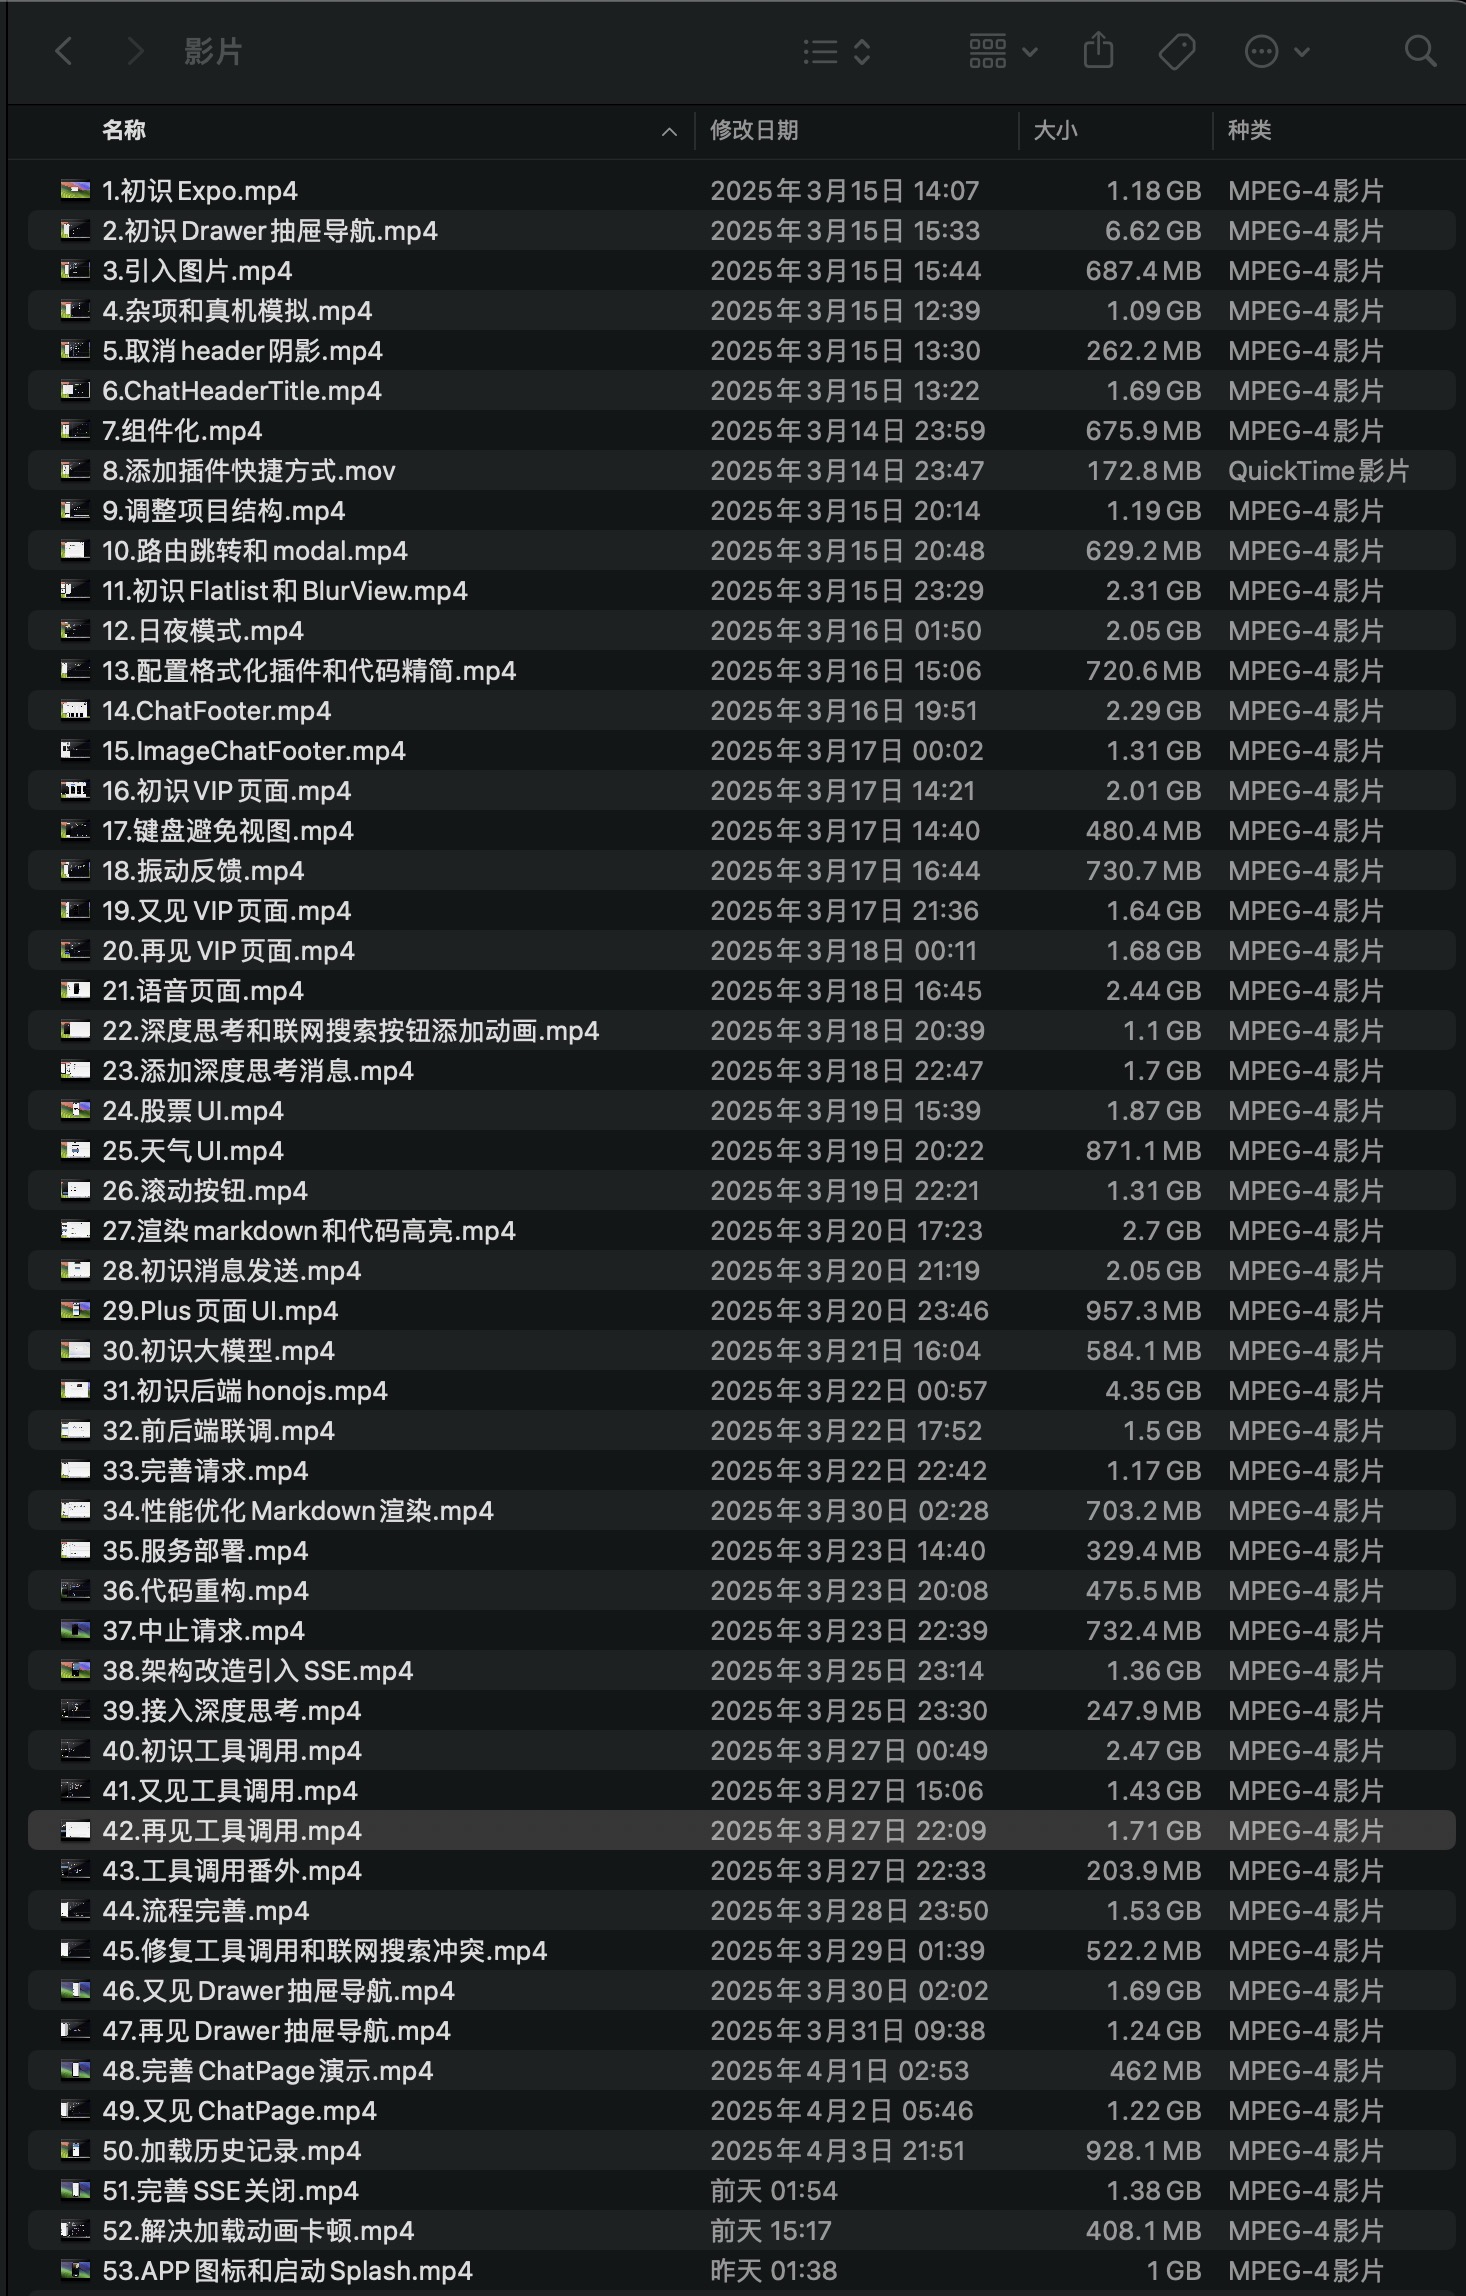 影片
名称 修改日期 大小 种类
1.初识 Expo.mp4 2025年3月15日 14:07 1.18 GB MPEG-4影片
2.初识 Drawer 抽屉导航.mp4 2025年3月15日 15:33 6.62 GB MPEG-4影片
3.引入图片.mp4 2025年3月15日 15:44 687.4 MB MPEG-4影片
4.杂项和真机模拟.mp4 2025年3月15日 12:39 1.09 GB MPEG-4影片
5.取消 header 阴影.mp4 2025年3月15日 13:30 262.2 MB MPEG-4影片
6.ChatHeaderTitle.mp4 2025年3月15日 13:22 1.69 GB MPEG-4影片
7.组件化.mp4 2025年3月14日 23:59 675.9 MB MPEG-4影片
8.添加插件快捷方式.mov 2025年3月14日 23:47 172.8 MB QuickTime影片
9.调整项目结构.mp4 2025年3月15日 20:14 1.19 GB MPEG-4影片
10.路由跳转和 modal.mp4 2025年3月15日 20:48 629.2 MB MPEG-4影片
11.初识 Flatlist 和 BlurView.mp4 2025年3月15日 23:29 2.31 GB MPEG-4影片
12.日夜模式.mp4 2025年3月16日 01:50 2.05 GB MPEG-4影片
13.配置格式化插件和代码精简.mp4 2025年3月16日 15:06 720.6 MB MPEG-4影片
14.ChatFooter.mp4 2025年3月16日 19:51 2.29 GB MPEG-4影片
15.ImageChatFooter.mp4 2025年3月17日 00:02 1.31 GB MPEG-4影片
16.初识 VIP 页面.mp4 2025年3月17日 14:21 2.01 GB MPEG-4影片
17.键盘避免视图.mp4 2025年3月17日 14:40 480.4 MB MPEG-4影片
18.振动反馈.mp4 2025年3月17日 16:44 730.7 MB MPEG-4影片
19.又见 VIP 页面.mp4 2025年3月17日 21:36 1.64 GB MPEG-4影片
20.再见 VIP 页面.mp4 2025年3月18日 00:11 1.68 GB MPEG-4影片
21.语音页面.mp4 2025年3月18日 16:45 2.44 GB MPEG-4影片
22.深度思考和联网搜索按钮添加动画.mp4 2025年3月18日 20:39 1.1 GB MPEG-4影片
23.添加深度思考消息.mp4 2025年3月18日 22:47 1.7 GB MPEG-4影片
24.股票 UI.mp4 2025年3月19日 15:39 1.87 GB MPEG-4影片
25.天气 UI.mp4 2025年3月19日 20:22 871.1 MB MPEG-4影片
26.滚动按钮.mp4 2025年3月19日 22:21 1.31 GB MPEG-4影片
27.渲染 markdown 和代码高亮.mp4 2025年3月20日 17:23 2.7 GB MPEG-4影片
28.初识消息发送.mp4 2025年3月20日 21:19 2.05 GB MPEG-4影片
29.Plus 页面 UI.mp4 2025年3月20日 23:46 957.3 MB MPEG-4影片
30.初识大模型.mp4 2025年3月21日 16:04 584.1 MB MPEG-4影片
31.初识后端 honojs.mp4 2025年3月22日 00:57 4.35 GB MPEG-4影片
32.前后端联调.mp4 2025年3月22日 17:52 1.5 GB MPEG-4影片
33.完善请求.mp4 2025年3月22日 22:42 1.17 GB MPEG-4影片
34.性能优化 Markdown 渲染.mp4 2025年3月30日 02:28 703.2 MB MPEG-4影片
35.服务部署.mp4 2025年3月23日 14:40 329.4 MB MPEG-4影片
36.代码重构.mp4 2025年3月23日 20:08 475.5 MB MPEG-4影片
37.中止请求.mp4 2025年3月23日 22:39 732.4 MB MPEG-4影片
38.架构改造引入 SSE.mp4 2025年3月25日 23:14 1.36 GB MPEG-4影片
39.接入深度思考.mp4 2025年3月25日 23:30 247.9 MB MPEG-4影片
40.初识工具调用.mp4 2025年3月27日 00:49 2.47 GB MPEG-4影片
41.又见工具调用.mp4 2025年3月27日 15:06 1.43 GB MPEG-4影片
42.再见工具调用.mp4 2025年3月27日 22:09 1.71 GB MPEG-4影片
43.工具调用番外.mp4 2025年3月27日 22:33 203.9 MB MPEG-4影片
44.流程完善.mp4 2025年3月28日 23:50 1.53 GB MPEG-4影片
45.修复工具调用和联网搜索冲突.mp4 2025年3月29日 01:39 522.2 MB MPEG-4影片
46.又见 Drawer 抽屉导航.mp4 2025年3月30日 02:02 1.69 GB MPEG-4影片
47.再见 Drawer 抽屉导航.mp4 2025年3月31日 09:38 1.24 GB MPEG-4影片
48.完善 ChatPage 演示.mp4 2025年4月1日 02:53 462 MB MPEG-4影片
49.又见 ChatPage.mp4 2025年4月2日 05:46 1.22 GB MPEG-4影片
50.加载历史记录.mp4 2025年4月3日 21:51 928.1 MB MPEG-4影片
51.完善 SSE 关闭.mp4 前天 01:54 1.38 GB MPEG-4影片
52.解决加载动画卡顿.mp4 前天 15:17 408.1 MB MPEG-4影片
53.APP 图标和启动 Splash.mp4 昨天 01:38 1 GB MPEG-4影片